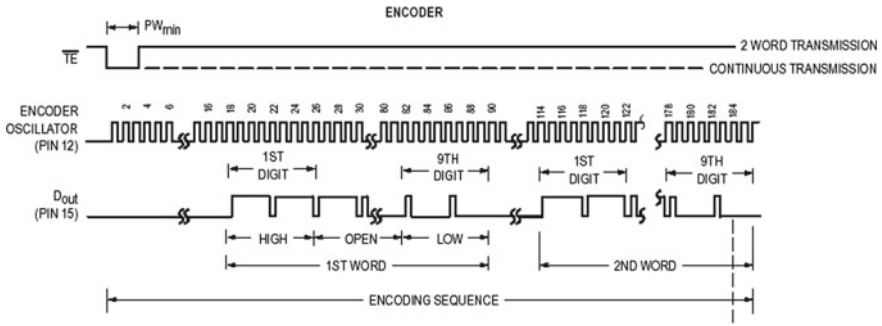 ENCODER
PWmin
TE
2 WORD TRANSMISSION
CONTINUOUS TRANSMISSION
ENCODER
OSCILLATOR
(PIN 12)
2 4 6 16 18 20 22 24 26 28 30 80 82 84 86 88 90 114 116 118 120 122 178 180 182 184
1ST
DIGIT
9TH
DIGIT
1ST
DIGIT
9TH
DIGIT
Dout
(PIN 15)
HIGH
OPEN
LOW
1ST WORD
2ND WORD
ENCODING SEQUENCE